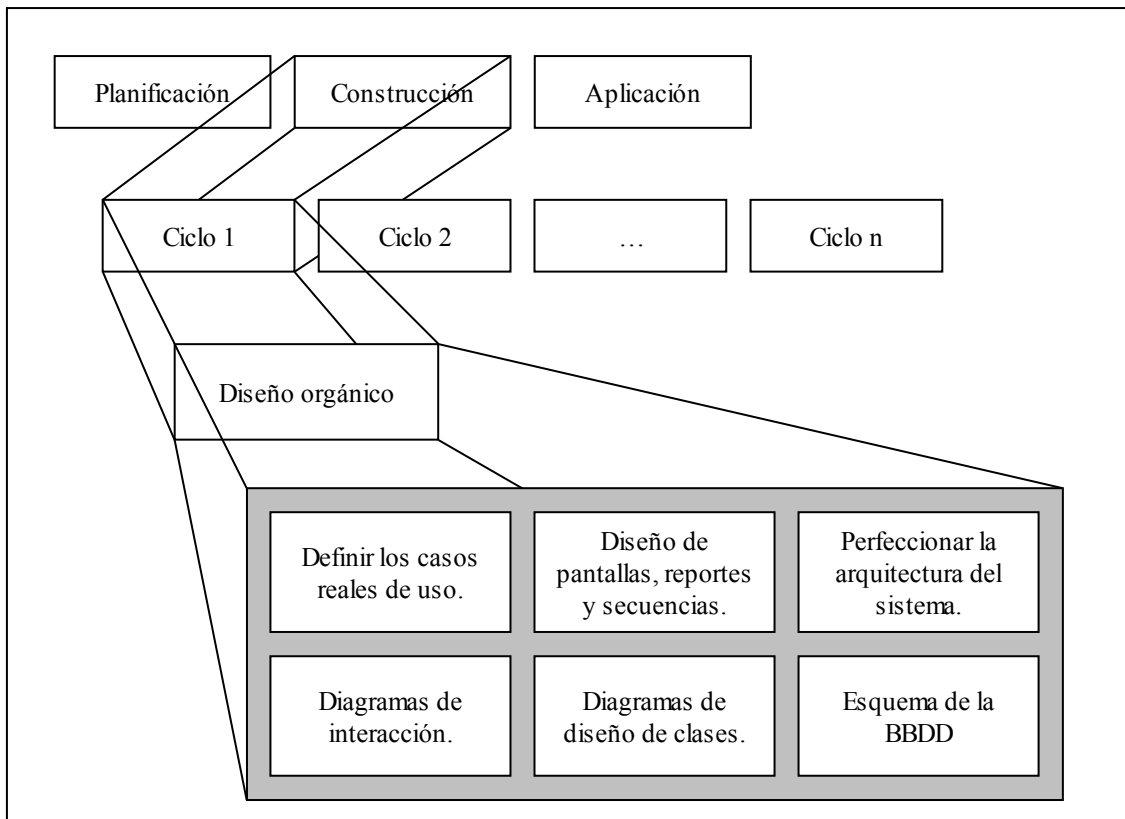 Planificación
Construcción
Aplicación
Ciclo 1
Ciclo 2
…
Ciclo n
Diseño orgánico
Definir los casos
reales de uso.
Diseño de
pantallas, reportes
y secuencias.
Perfeccionar la
arquitectura del
sistema.
Diagramas de
interacción.
Diagramas de
diseño de clases.
Esquema de la
BBDD